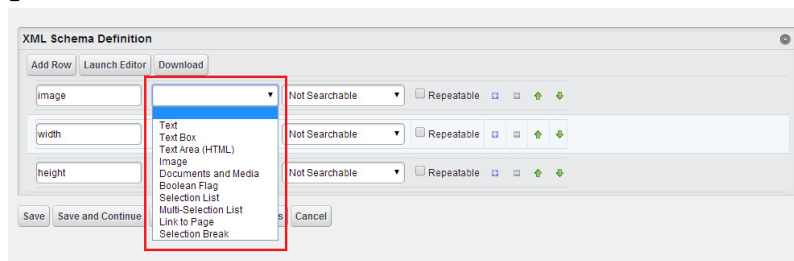 XML Schema Definition
Add Row Launch Editor Download
image Not Searchable Repeatable
Text
width Text Box Not Searchable Repeatable
Text Area (HTML)
Image
height Documents and Media Not Searchable Repeatable
Boolean Flag
Selection List
Multi-Selection List
Save Save and Continue Link to Page s Cancel
Selection Break